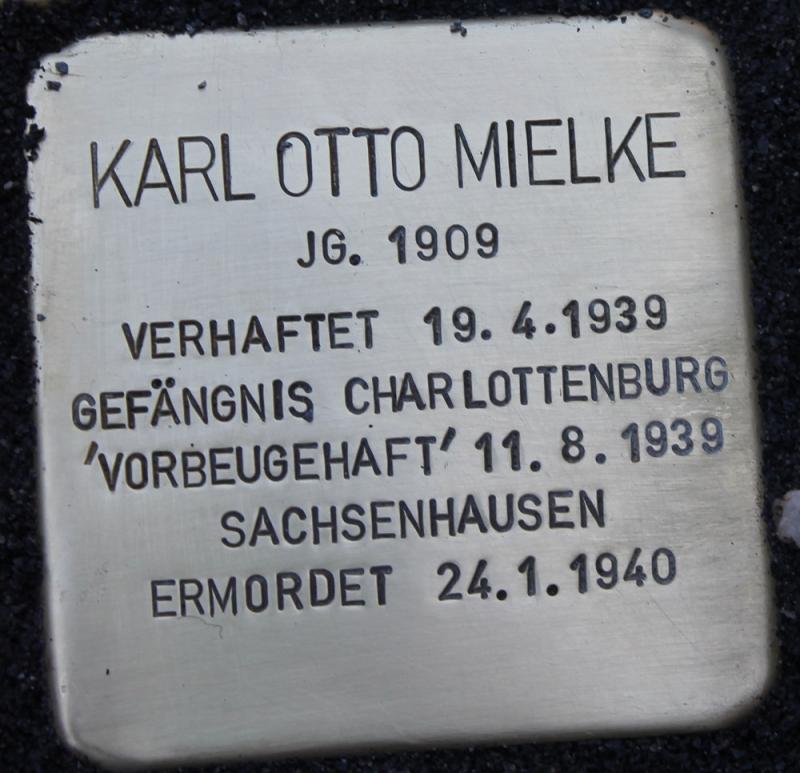 KARL OTTO MIELKE
JG. 1909
VERHAFTET 19. 4. 1939
GEFÄNGNIS CHARLOTTENBURG
'VORBEUGEHAFT' 11. 8. 1939
SACHSENHAUSEN
ERMORDET 24.1.1940